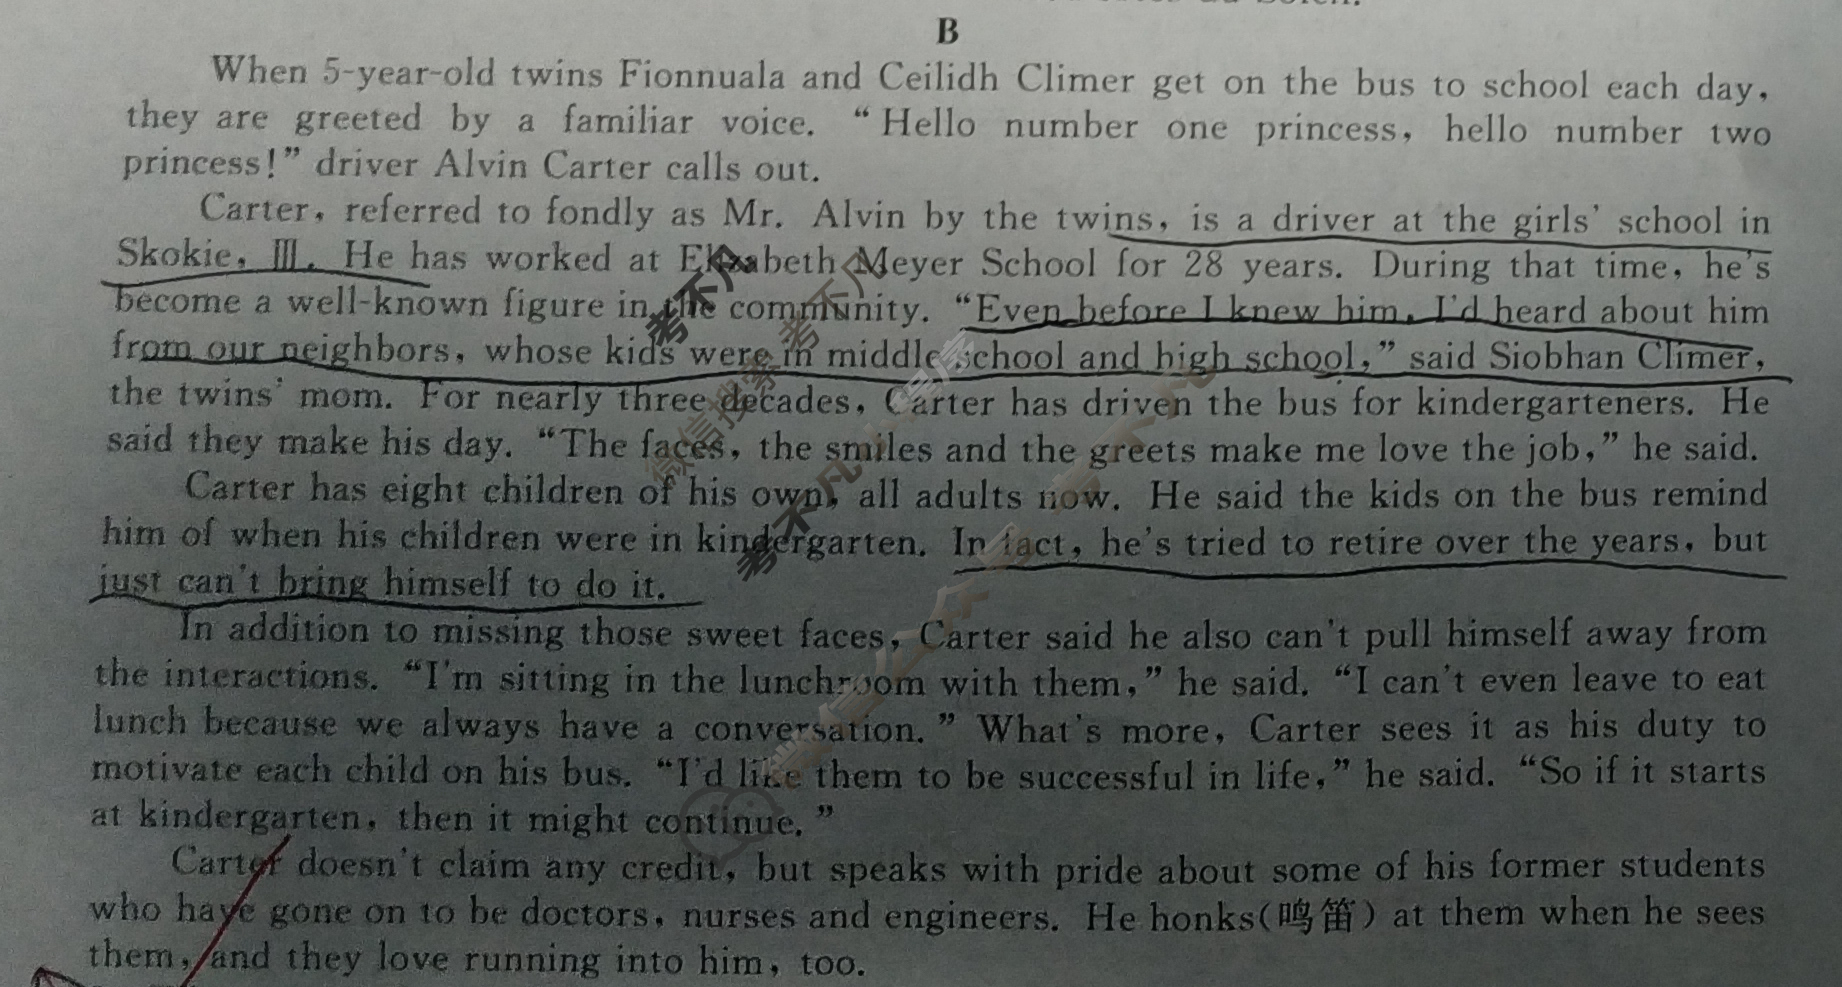 B
When 5-year-old twins Fionnuala and Ceilidh Climer get on the bus to school each day,
they are greeted by a familiar voice. “Hello number one princess, hello number two
princess!” driver Alvin Carter calls out.
Carter, referred to fondly as Mr. Alvin by the twins, is a driver at the girls’ school in
Skokie, Ⅲ. He has worked at Elizabeth Meyer School for 28 years. During that time, he’s
become a well-known figure in the community. “Even before I knew him, I’d heard about him
from our neighbors, whose kids were in middle school and high school,” said Siobhan Climer,
the twins’ mom. For nearly three decades, Carter has driven the bus for kindergarteners. He
said they make his day. “The faces, the smiles and the greets make me love the job,” he said.
Carter has eight children of his own, all adults now. He said the kids on the bus remind
him of when his children were in kindergarten. In fact, he’s tried to retire over the years, but
just can’t bring himself to do it.
In addition to missing those sweet faces, Carter said he also can’t pull himself away from
the interactions. “I’m sitting in the lunchroom with them,” he said. “I can’t even leave to eat
lunch because we always have a conversation.” What’s more, Carter sees it as his duty to
motivate each child on his bus. “I’d like them to be successful in life,” he said. “So if it starts
at kindergarten, then it might continue.”
Carter doesn’t claim any credit, but speaks with pride about some of his former students
who have gone on to be doctors, nurses and engineers. He honks(鸣笛) at them when he sees
them, and they love running into him, too.
考不凡
考不凡
微信搜索
考不凡